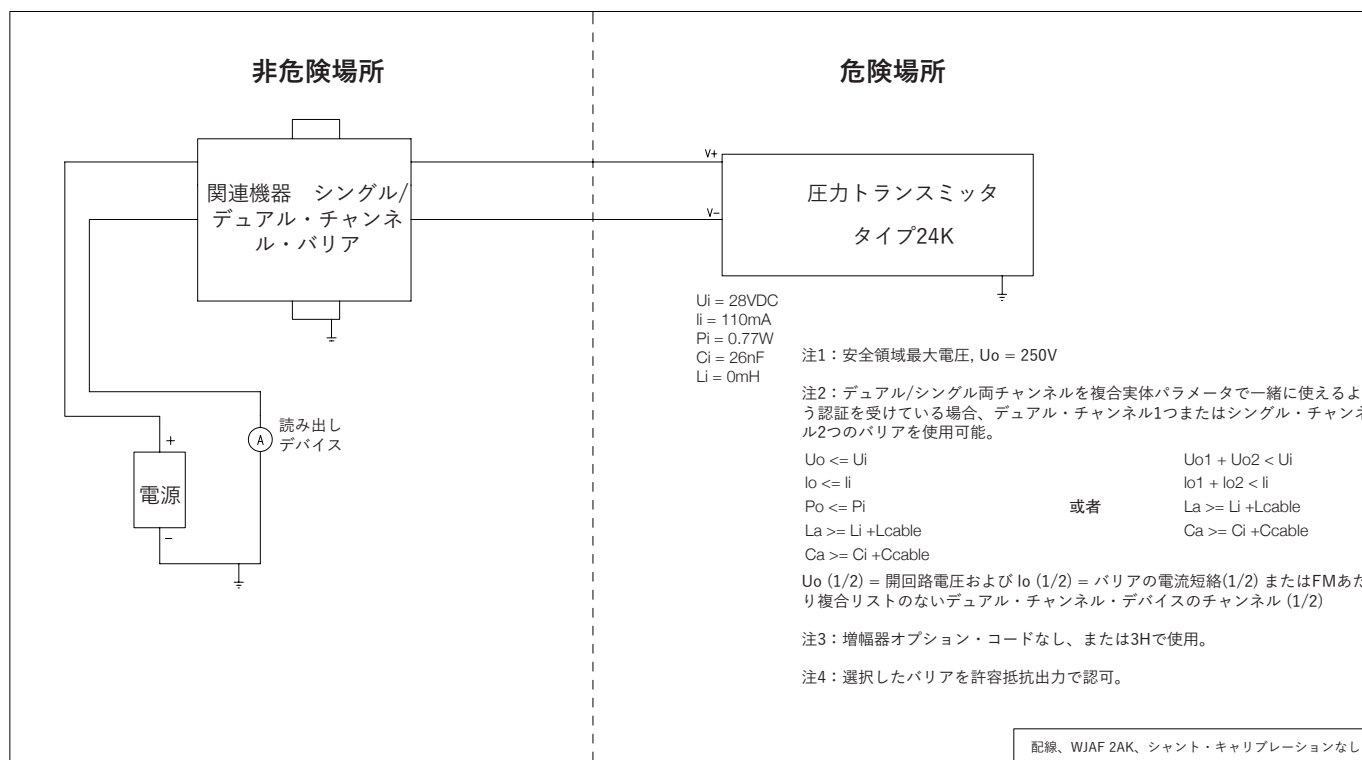 非危険場所
危険場所
関連機器　シングル/
デュアル・チャンネ
ル・バリア
V+
V-
圧力トランスミッタ
タイプ24K
読み出し
デバイス
A
+
電源
-
Ui = 28VDC
Ii = 110mA
Pi = 0.77W
Ci = 26nF
Li = 0mH
注1：安全領域最大電圧, Uo = 250V
注2：デュアル/シングル両チャンネルを複合実体パラメータで一緒に使えるよ
う認証を受けている場合、デュアル・チャンネル1つまたはシングル・チャンネ
ル2つのバリアを使用可能。
Uo <= Ui
Io <= Ii
Po <= Pi
La >= Li +Lcable
Ca >= Ci +Ccable
或者
Uo1 + Uo2 < Ui
Io1 + Io2 < Ii
La >= Li +Lcable
Ca >= Ci +Ccable
Uo (1/2) = 開回路電圧および Io (1/2) = バリアの電流短絡(1/2) またはFMあた
り複合リストのないデュアル・チャンネル・デバイスのチャンネル (1/2)
注3：増幅器オプション・コードなし、または3Hで使用。
注4：選択したバリアを許容抵抗出力で認可。
配線、WJAF 2AK、シャント・キャリブレーションなし